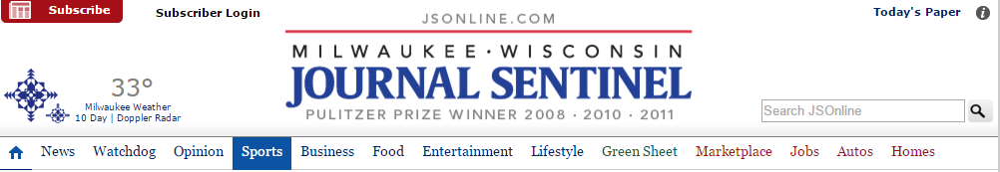 Subscribe
Subscriber Login
JSONLINE.COM
Today's Paper
i
MILWAUKEE · WISCONSIN
JOURNAL SENTINEL
PULITZER PRIZE WINNER 2008 · 2010 · 2011
33°
Milwaukee Weather
10 Day | Doppler Radar
Search JSOnline
News Watchdog Opinion Sports Business Food Entertainment Lifestyle Green Sheet Marketplace Jobs Autos Homes